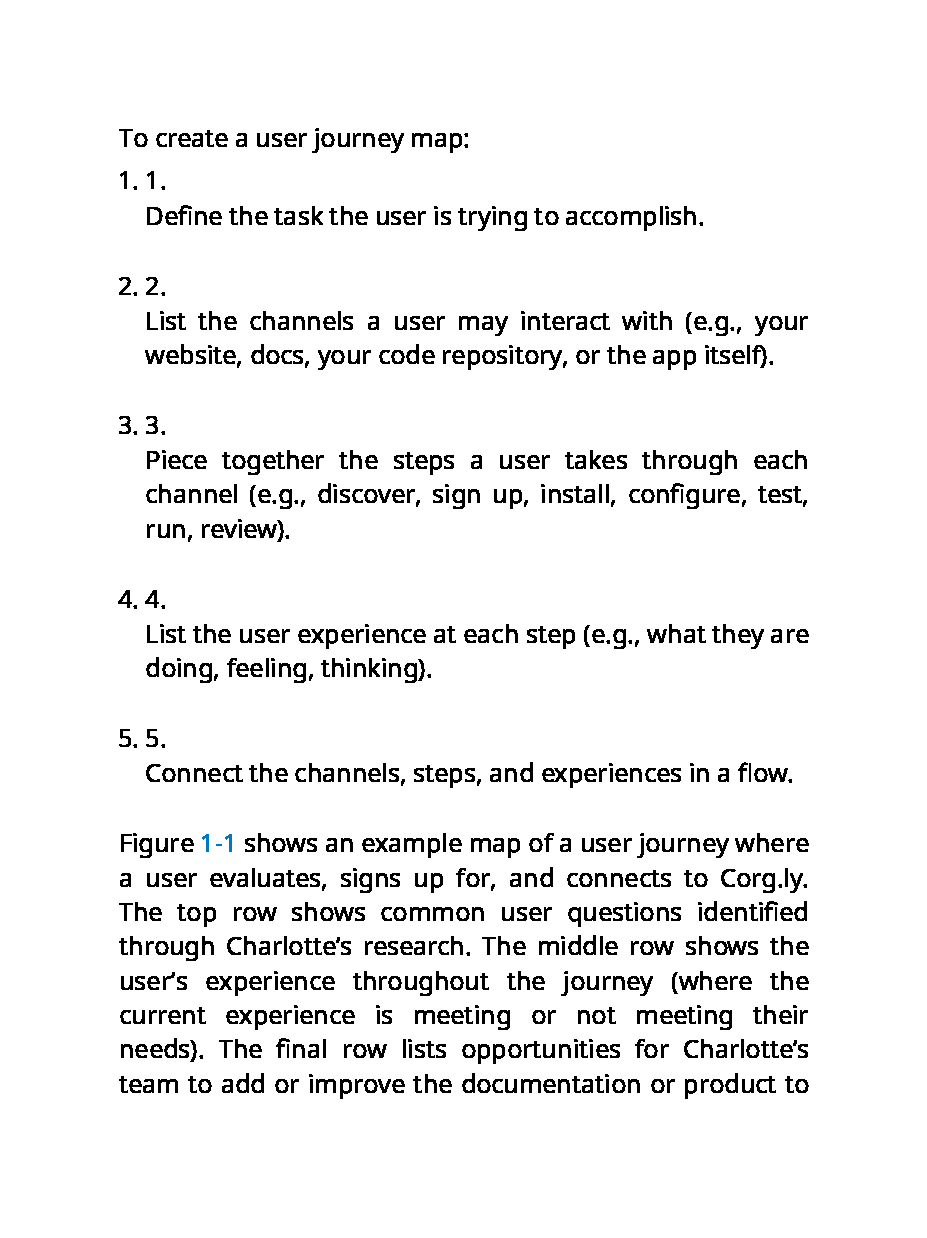 To create a user journey map:
1. 1.
Define the task the user is trying to accomplish.
2. 2.
List the channels a user may interact with (e.g., your
website, docs, your code repository, or the app itself).
3. 3.
Piece together the steps a user takes through each
channel (e.g., discover, sign up, install, configure, test,
run, review).
4. 4.
List the user experience at each step (e.g., what they are
doing, feeling, thinking).
5. 5.
Connect the channels, steps, and experiences in a flow.
Figure 1-1 shows an example map of a user journey where
a user evaluates, signs up for, and connects to Corg.ly.
The top row shows common user questions identified
through Charlotte’s research. The middle row shows the
user’s experience throughout the journey (where the
current experience is meeting or not meeting their
needs). The final row lists opportunities for Charlotte’s
team to add or improve the documentation or product to